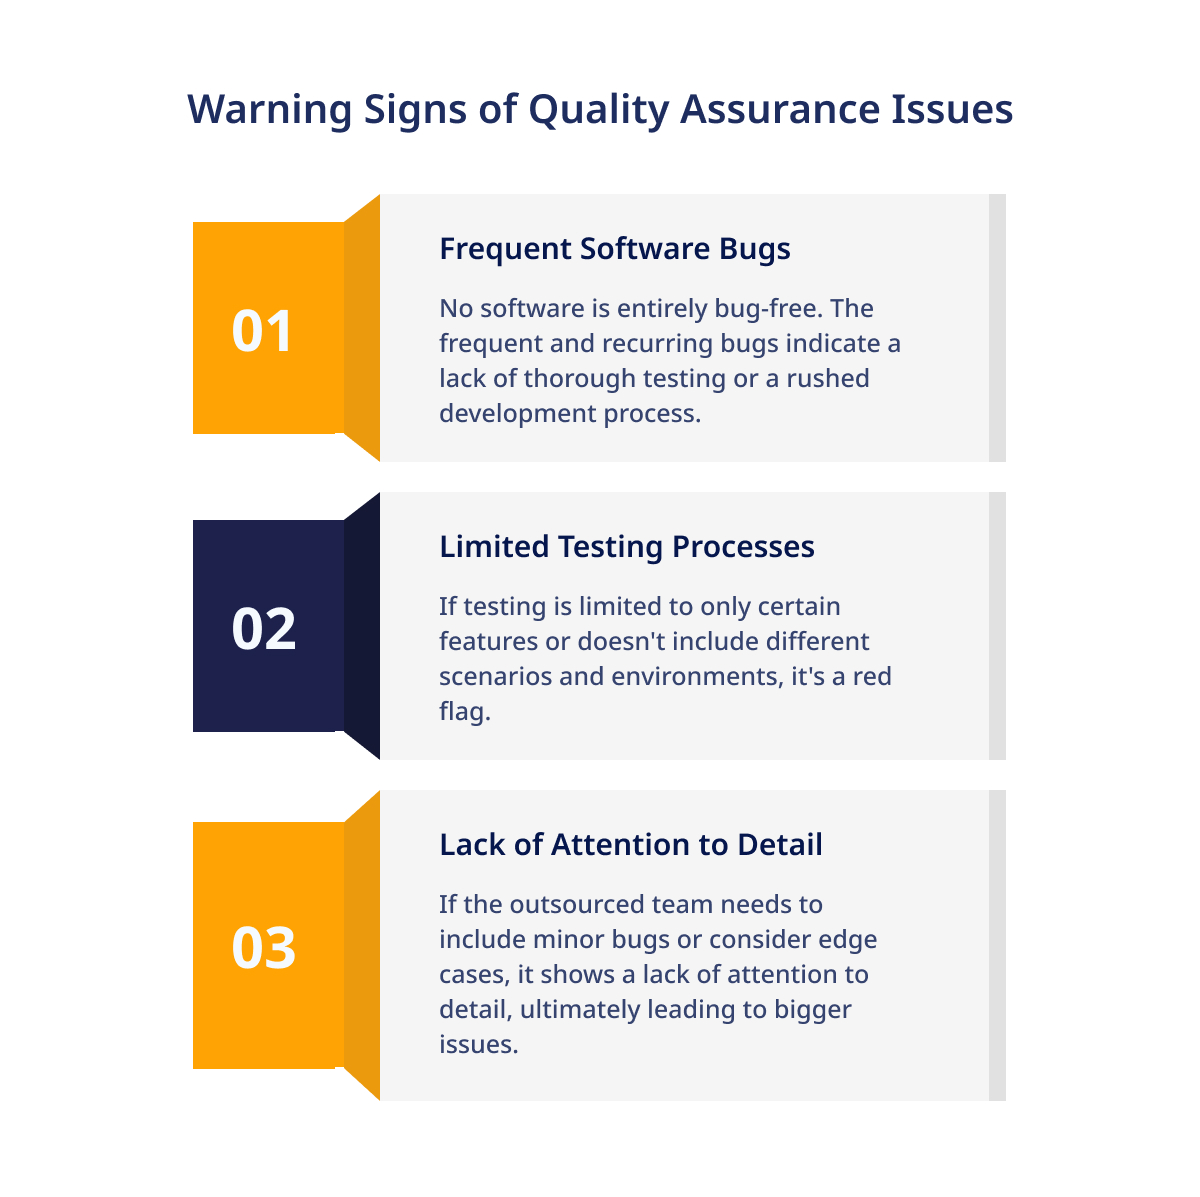 Warning Signs of Quality Assurance Issues
01
Frequent Software Bugs
No software is entirely bug-free. The
frequent and recurring bugs indicate a
lack of thorough testing or a rushed
development process.
02
Limited Testing Processes
If testing is limited to only certain
features or doesn't include different
scenarios and environments, it's a red
flag.
03
Lack of Attention to Detail
If the outsourced team needs to
include minor bugs or consider edge
cases, it shows a lack of attention to
detail, ultimately leading to bigger
issues.